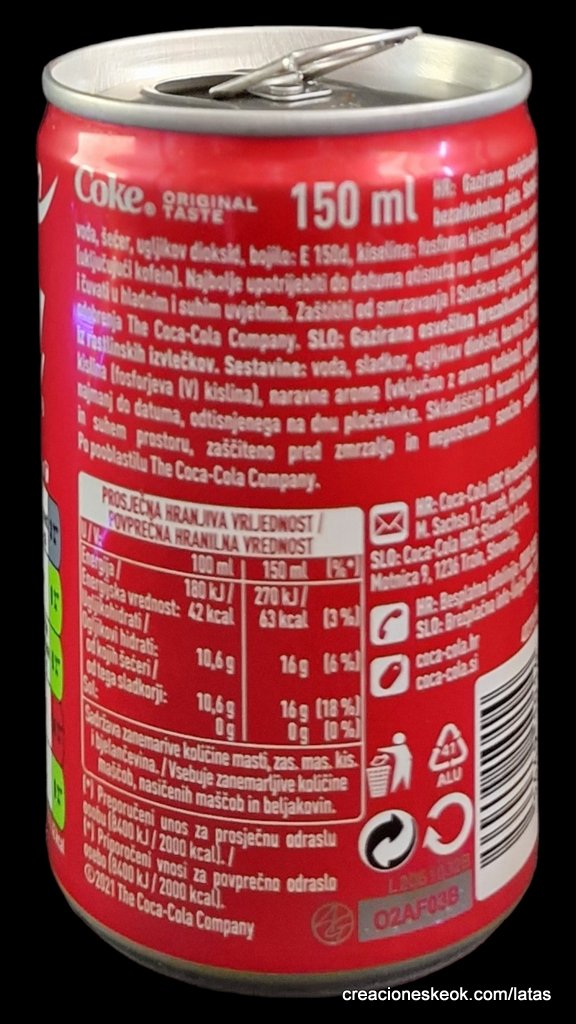 Coke® ORIGINAL TASTE 150 ml HR: Gazirano
bezalkoholno piće.
voda, šećer, ugljikov dioksid, bojilo: E 150d, kiselina: fosforna kiselina,
(uključujući kofein). Najbolje upotrijebiti do datuma otisnuta na dnu limenke.
i čuvati u hladnim i suhim uvjetima. Zaštititi od smrzavanja i Sunčeva svjetla.
odobrenja The Coca-Cola Company. SLO: Gazirana osvežilna brezalkoholna
iz rastlinskih izvlečkov. Sestavine: voda, sladkor, ogljikov dioksid,
kislina (fosforjeva (V) kislina), naravne arome (vključno z aromo kofein).
najmanj do datuma, odtisnjenega na dnu pločevinke. Skladiščiti
in suhem prostoru, zaščiteno pred zmrzaljo in neposredno
Po pooblastilu The Coca-Cola Company.
PROSJEČNA HRANJIVA VRIJEDNOST /
POVPREČNA HRANILNA VREDNOST
100 ml 150 ml (%*)
Energija / 180 kJ / 270 kJ /
Energijska vrednost: 42 kcal 63 kcal (3 %)
Ugljikohidrati /
Ogljikovi hidrati: 10,6 g 16 g (6 %)
od kojih šećeri /
od tega sladkorji: 10,6 g 16 g (18 %)
Sol: 0 g 0 g (0 %)
Sadržava zanemarive količine masti, zas. mas. kis.
i bjelančevina. / Vsebuje zanemarljive količine
maščob, nasičenih maščob in beljakovin.
(*) Preporučeni unos za prosječnu odraslu
osobu (8400 kJ / 2000 kcal). /
(*) Priporočeni vnosi za povprečno odraslo
osebo (8400 kJ / 2000 kcal).
©2021 The Coca-Cola Company
HR: Coca-Cola HBC
M. Sachsa 1, Zagreb,
SLO: Coca-Cola HBC Slovenija
Motnica 9, 1236 Trzin, Slovenija.
HR: Besplatna
SLO: Brezplačna
coca-cola.hr
coca-cola.si
41
ALU
O2AF03B
creacioneskeok.com/latas